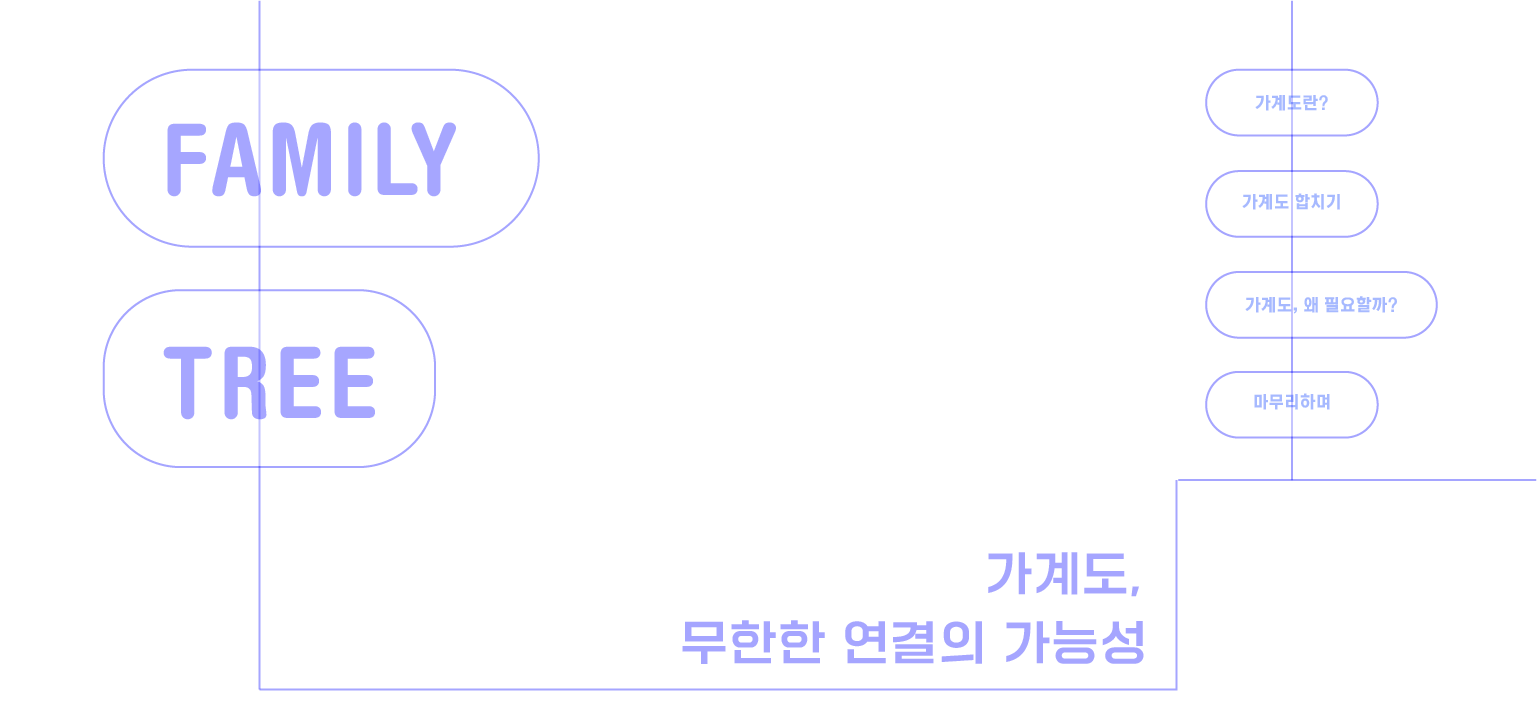 FAMILY
TREE
가계도란?
가계도 합치기
가계도, 왜 필요할까?
마무리하며
가계도,
무한한 연결의 가능성